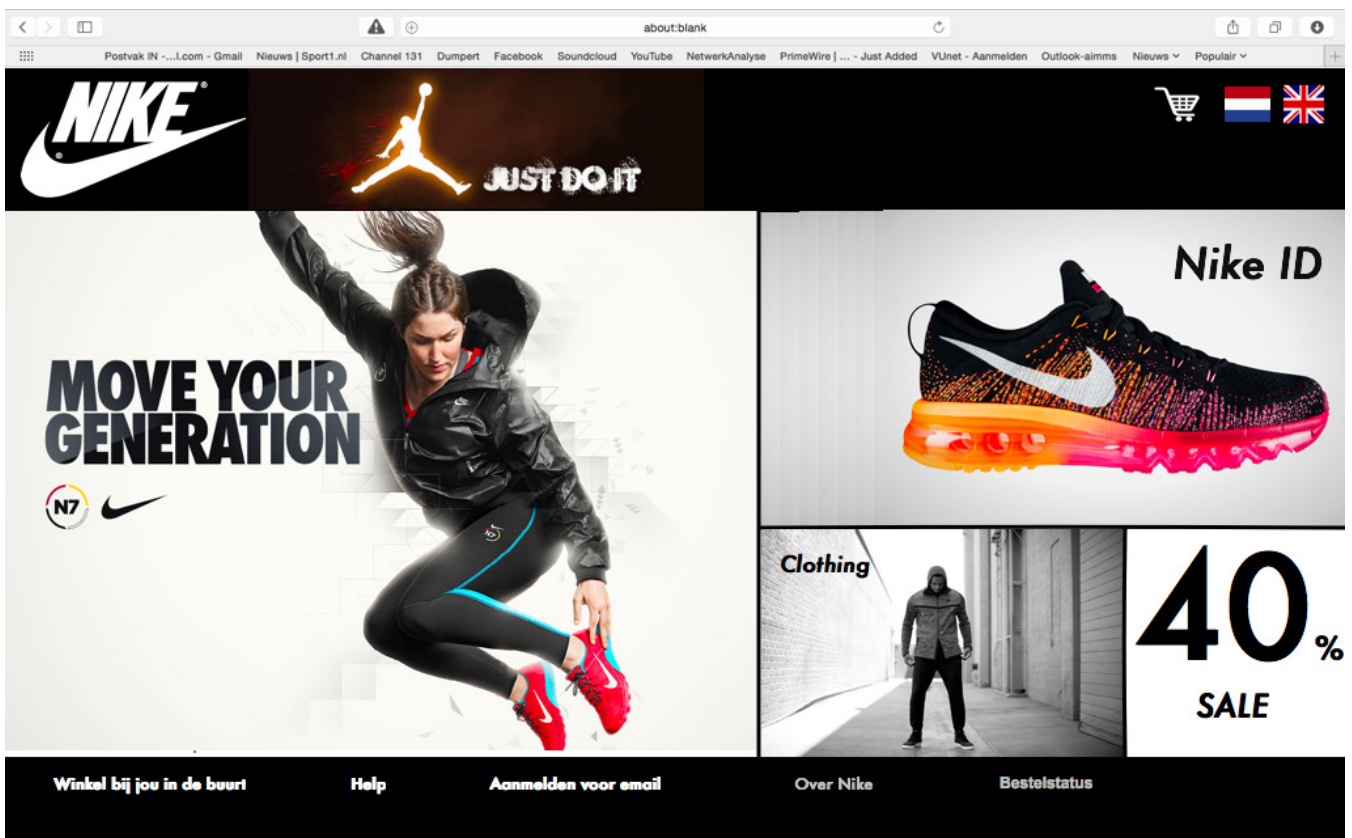 about:blank
Postvak IN -...l.com - Gmail Nieuws | Sport1.nl Channel 131 Dumpert Facebook Soundcloud YouTube NetwerkAnalyse PrimeWire | ... - Just Added VUnet - Aanmelden Outlook-aimms Nieuws Populair
NIKE
JUST DO IT
Nike ID
MOVE YOUR
GENERATION
N7
N7
Clothing
40%
SALE
Winkel bij jou in de buurt Help Aanmelden voor email Over Nike Bestelstatus